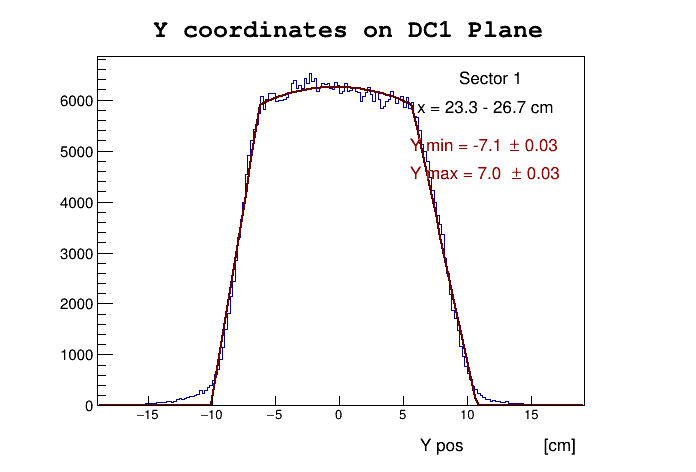 Y coordinates on DC1 Plane
Sector 1
x = 23.3 - 26.7 cm
Y min = -7.1 ± 0.03
Y max = 7.0 ± 0.03
6000
5000
4000
3000
2000
1000
0
−15 −10 −5 0 5 10 15
Y pos [cm]